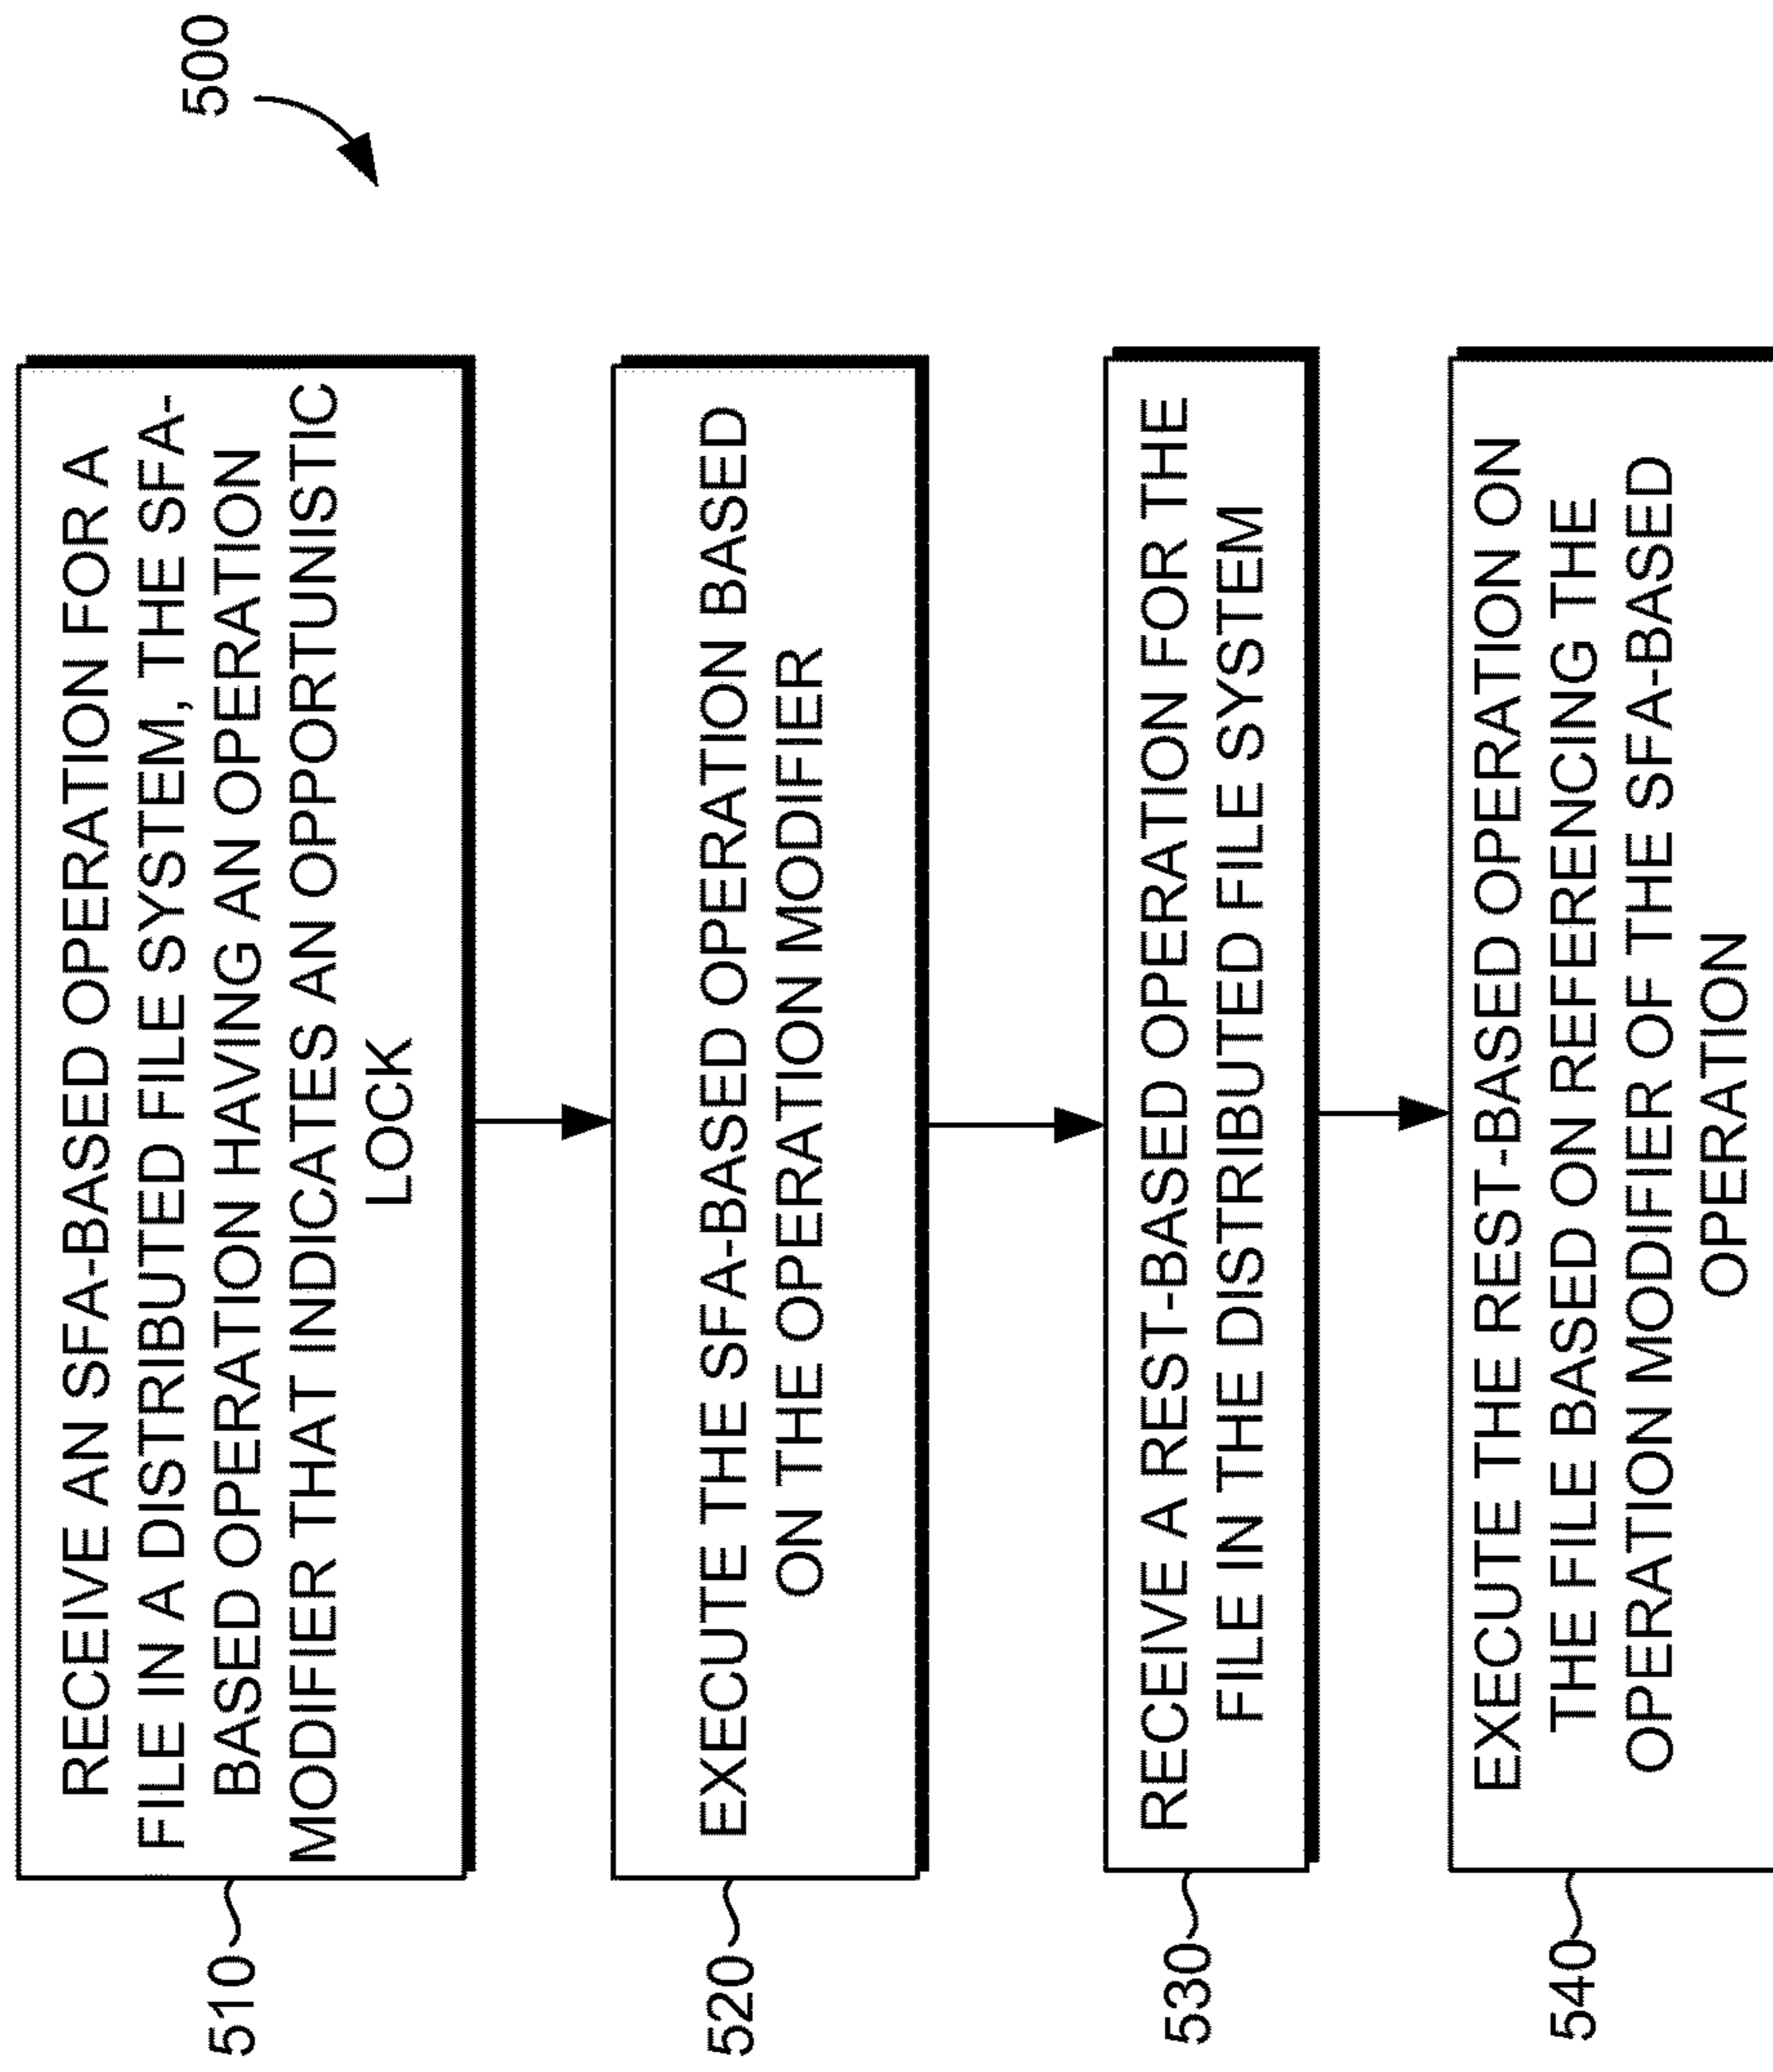 500
510
RECEIVE AN SFA-BASED OPERATION FOR A
FILE IN A DISTRIBUTED FILE SYSTEM, THE SFA-
BASED OPERATION HAVING AN OPERATION
MODIFIER THAT INDICATES AN OPPORTUNISTIC
LOCK
520
EXECUTE THE SFA-BASED OPERATION BASED
ON THE OPERATION MODIFIER
530
RECEIVE A REST-BASED OPERATION FOR THE
FILE IN THE DISTRIBUTED FILE SYSTEM
540
EXECUTE THE REST-BASED OPERATION ON
THE FILE BASED ON REFERENCING THE
OPERATION MODIFIER OF THE SFA-BASED
OPERATION